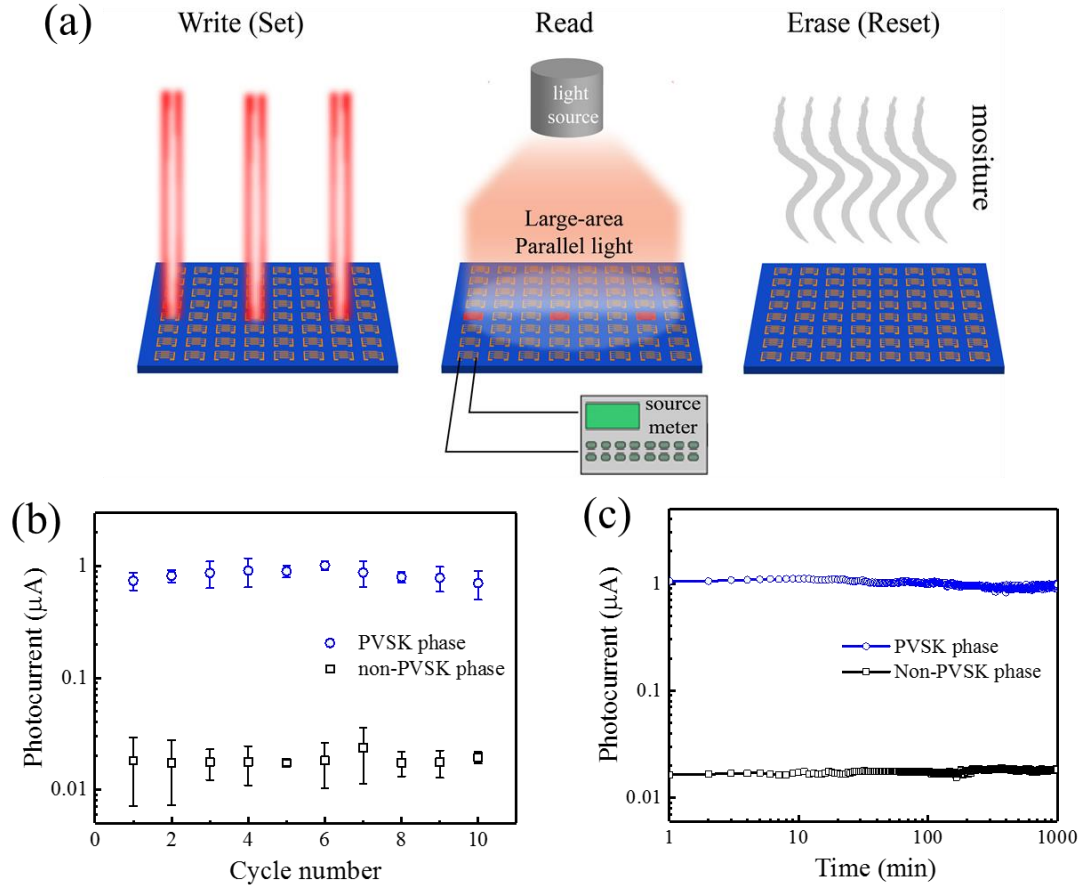 (a)
Write (Set)
Read
Erase (Reset)
light
source
mositure
Large-area
Parallel light
source
meter
(b)
Photocurrent (μA)
1
0.1
0.01
PVSK phase
non-PVSK phase
0 2 4 6 8 10
Cycle number
(c)
Photocurrent (μA)
1
0.1
0.01
PVSK phase
Non-PVSK phase
1 10 100 1000
Time (min)